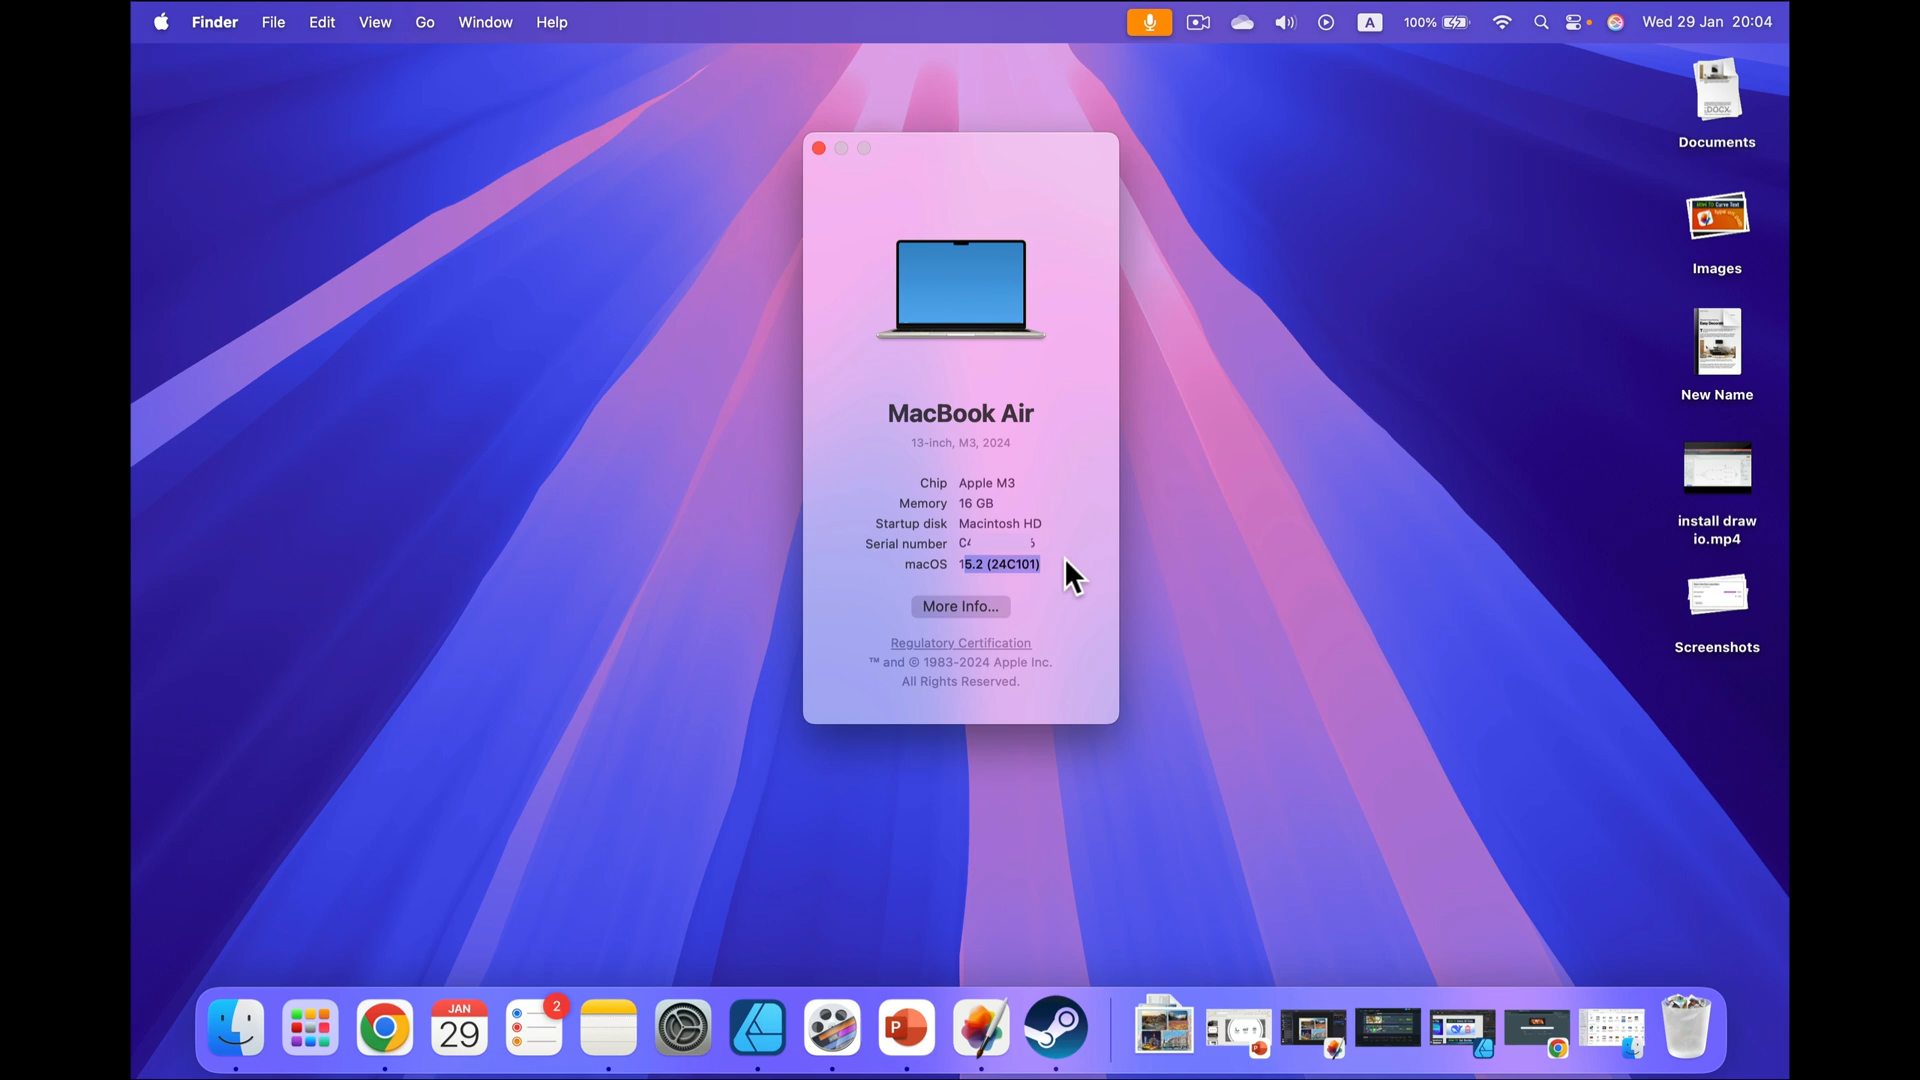 Finder File Edit View Go Window Help A 100% Wed 29 Jan 20:04
DOCX
Documents
Images
New Name
install draw
io.mp4
Screenshots
MacBook Air
13-inch, M3, 2024
Chip Apple M3
Memory 16 GB
Startup disk Macintosh HD
Serial number
macOS 15.2 (24C101)
More Info...
Regulatory Certification
™ and © 1983-2024 Apple Inc.
All Rights Reserved.
JAN
29
2
P